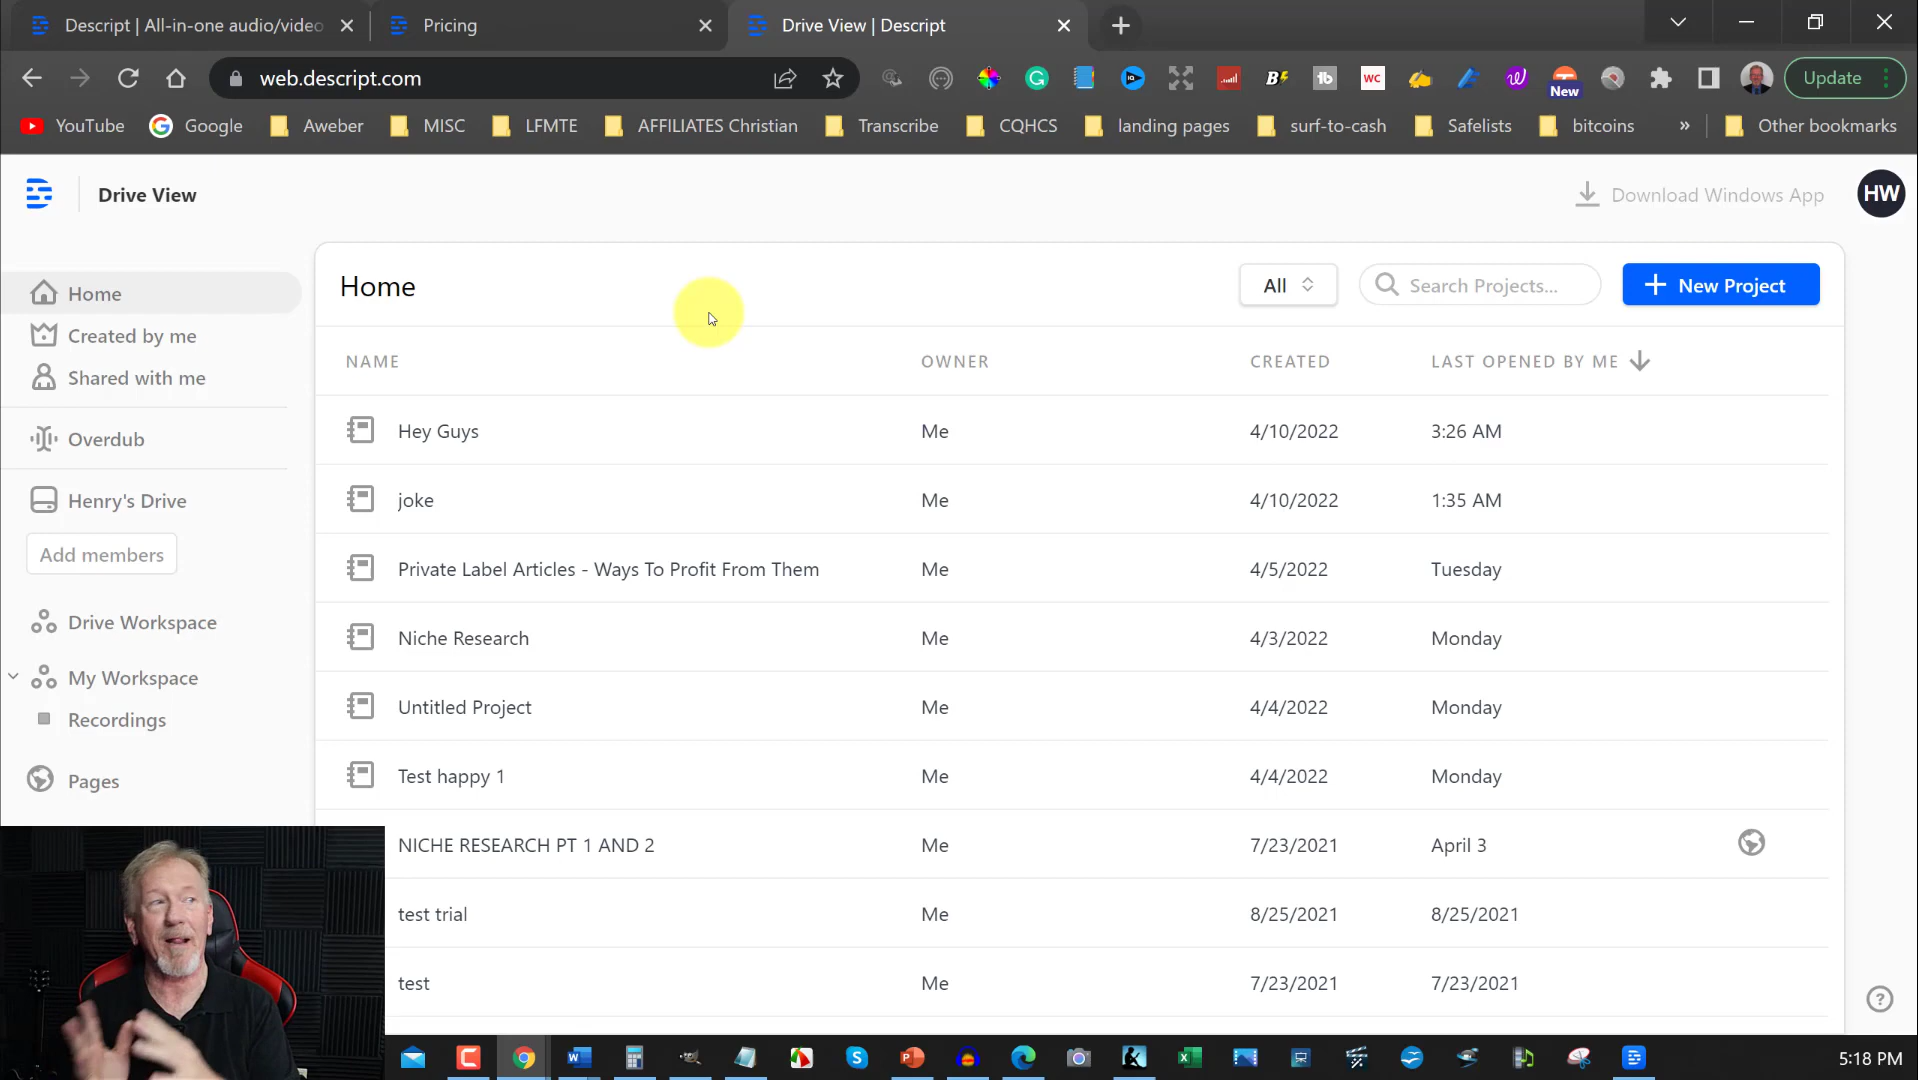 Descript | All-in-one audio/video
Pricing
Drive View | Descript
web.descript.com
Update
New
YouTube
Google
Aweber
MISC
LFMTE
AFFILIATES Christian
Transcribe
CQHCS
landing pages
surf-to-cash
Safelists
bitcoins
»
Other bookmarks
Drive View
Download Windows App
HW
Home
Created by me
Shared with me
Overdub
Henry's Drive
Add members
Drive Workspace
My Workspace
Recordings
Pages
Home
All
Search Projects...
+ New Project
NAME OWNER CREATED LAST OPENED BY ME
Hey Guys Me 4/10/2022 3:26 AM
joke Me 4/10/2022 1:35 AM
Private Label Articles - Ways To Profit From Them Me 4/5/2022 Tuesday
Niche Research Me 4/3/2022 Monday
Untitled Project Me 4/4/2022 Monday
Test happy 1 Me 4/4/2022 Monday
NICHE RESEARCH PT 1 AND 2 Me 7/23/2021 April 3
test trial Me 8/25/2021 8/25/2021
test Me 7/23/2021 7/23/2021
5:18 PM